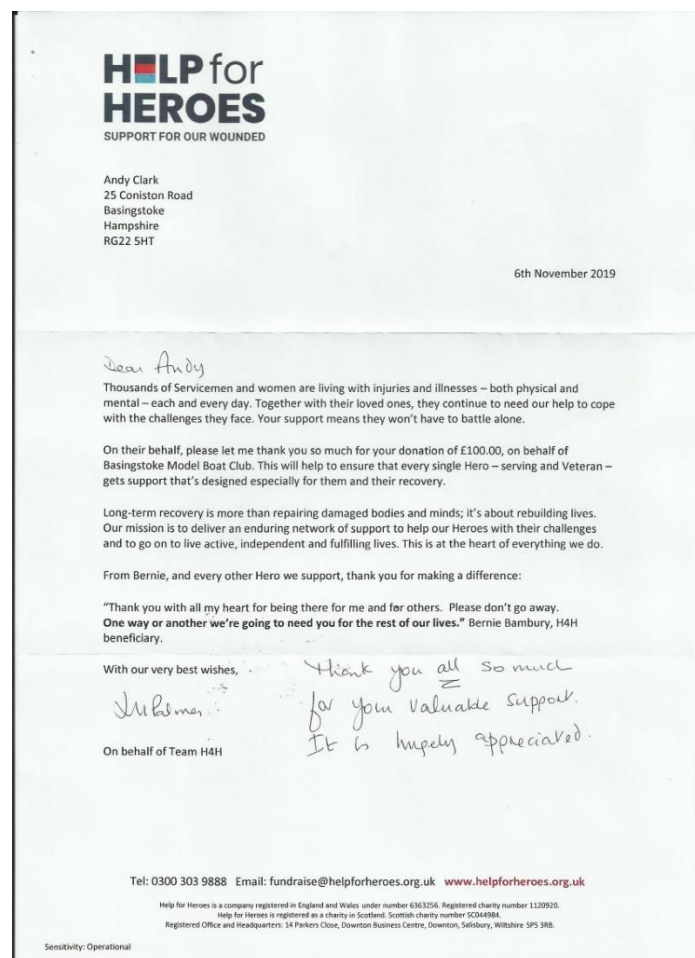 HELP for
HEROES
SUPPORT FOR OUR WOUNDED
Andy Clark
25 Coniston Road
Basingstoke
Hampshire
RG22 5HT
6th November 2019
Dear Andy
Thousands of Servicemen and women are living with injuries and illnesses – both physical and
mental – each and every day. Together with their loved ones, they continue to need our help to cope
with the challenges they face. Your support means they won't have to battle alone.
On their behalf, please let me thank you so much for your donation of £100.00, on behalf of
Basingstoke Model Boat Club. This will help to ensure that every single Hero – serving and Veteran –
gets support that's designed especially for them and their recovery.
Long-term recovery is more than repairing damaged bodies and minds; it's about rebuilding lives.
Our mission is to deliver an enduring network of support to help our Heroes with their challenges
and to go on to live active, independent and fulfilling lives. This is at the heart of everything we do.
From Bernie, and every other Hero we support, thank you for making a difference:
"Thank you with all my heart for being there for me and for others. Please don't go away.
One way or another we're going to need you for the rest of our lives." Bernie Bambury, H4H
beneficiary.
With our very best wishes,
Thank you all so much
for your valuable support.
It is hugely appreciated.
On behalf of Team H4H
Tel: 0300 303 9888 Email: fundraise@helpforheroes.org.uk www.helpforheroes.org.uk
Help for Heroes is a company registered in England and Wales under number 6363256. Registered charity number 1120920.
Help for Heroes is registered as a charity in Scotland. Scottish charity number SC044984.
Registered Office and Headquarters: 14 Parkers Close, Downton Business Centre, Downton, Salisbury, Wiltshire SP5 3RB.
Sensitivity: Operational